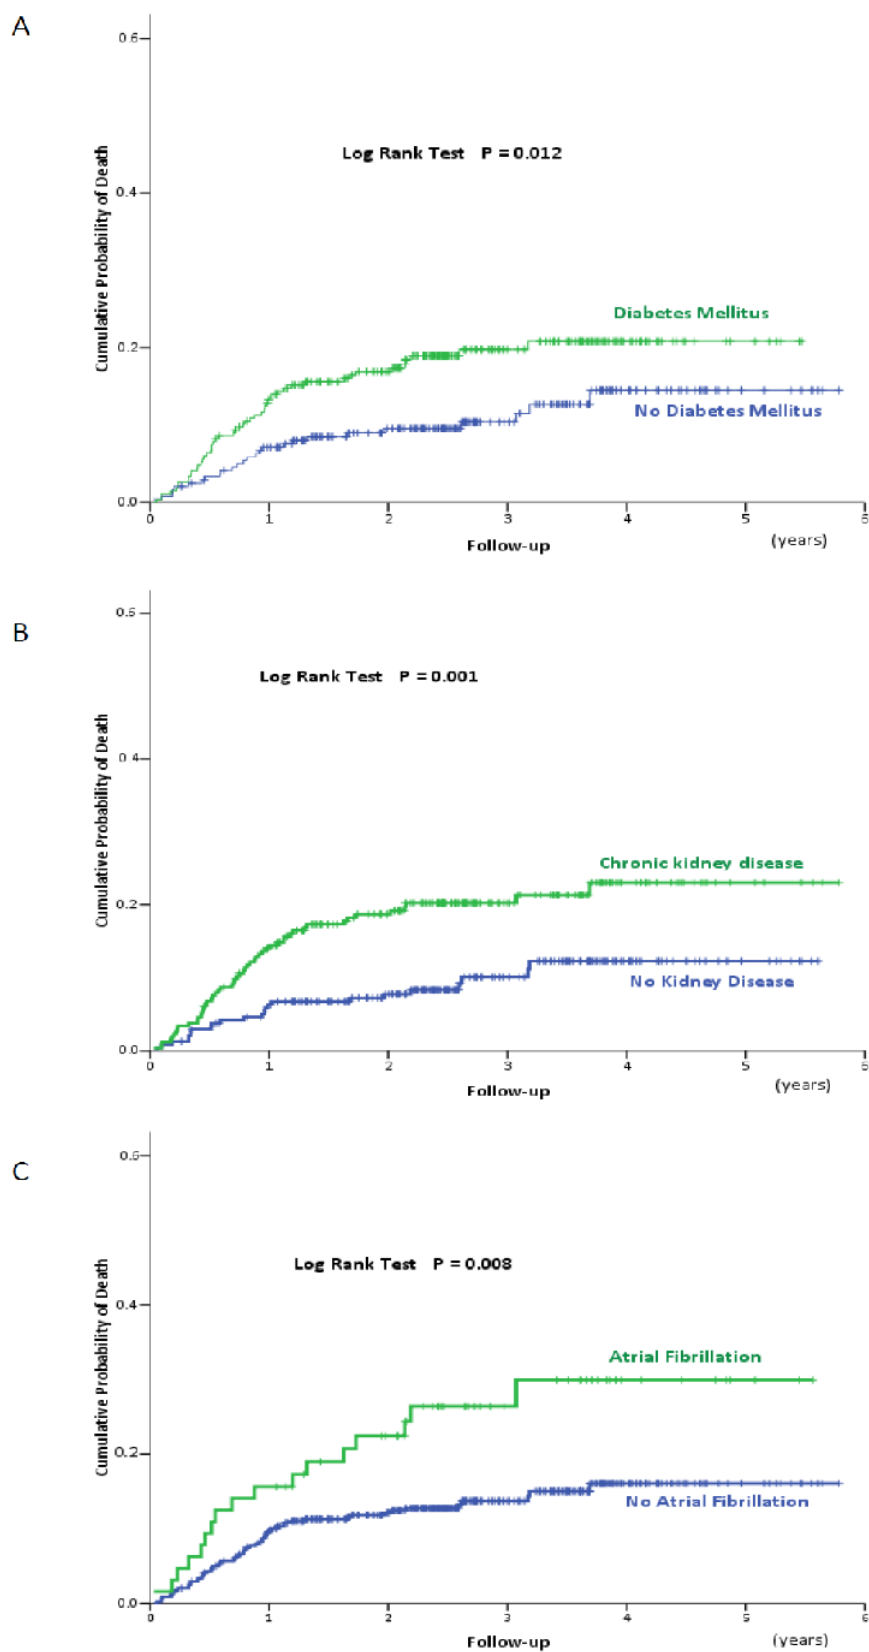 A
0.6
Log Rank Test P = 0.012
Cumulative Probability of Death
0.4
Diabetes Mellitus
0.2
No Diabetes Mellitus
0.0
0 1 2 3 4 5 6
Follow-up
(years)
B
0.6
Log Rank Test P = 0.001
Cumulative Probability of Death
0.4
Chronic kidney disease
0.2
No Kidney Disease
0.0
0 1 2 3 4 5 6
Follow-up
(years)
C
0.6
Log Rank Test P = 0.008
Cumulative Probability of Death
0.4
Atrial Fibrillation
0.2
No Atrial Fibrillation
0.0
0 1 2 3 4 5 6
Follow-up
(years)